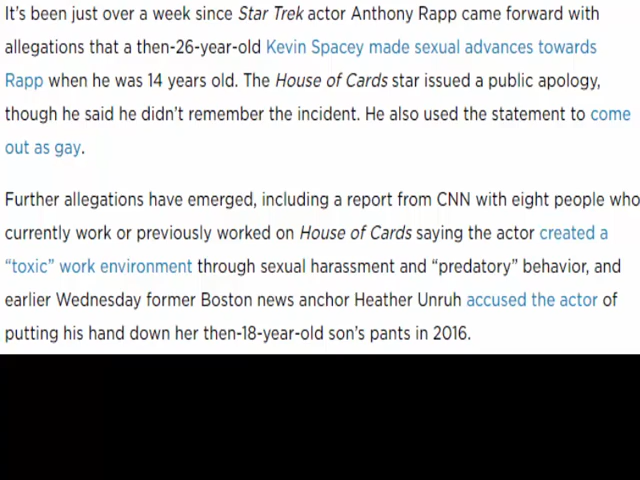 It’s been just over a week since Star Trek actor Anthony Rapp came forward with
allegations that a then-26-year-old Kevin Spacey made sexual advances towards
Rapp when he was 14 years old. The House of Cards star issued a public apology,
though he said he didn’t remember the incident. He also used the statement to come
out as gay.
Further allegations have emerged, including a report from CNN with eight people who
currently work or previously worked on House of Cards saying the actor created a
“toxic” work environment through sexual harassment and “predatory” behavior, and
earlier Wednesday former Boston news anchor Heather Unruh accused the actor of
putting his hand down her then-18-year-old son’s pants in 2016.